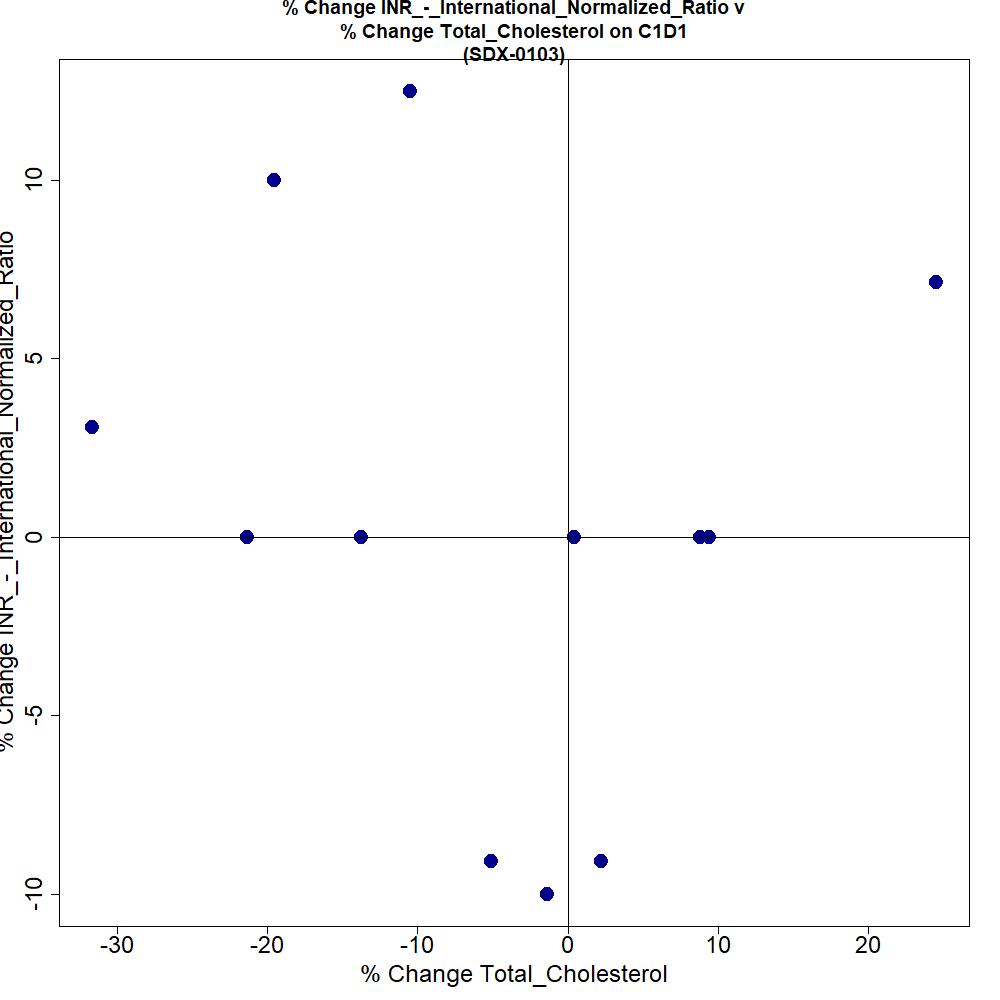 % Change INR_-_International_Normalized_Ratio v
% Change Total_Cholesterol on C1D1
(SDX-0103)
% Change INR_-_International_Normalized_Ratio
10
5
0
-5
-10
-30
-20
-10
0
10
20
% Change Total_Cholesterol